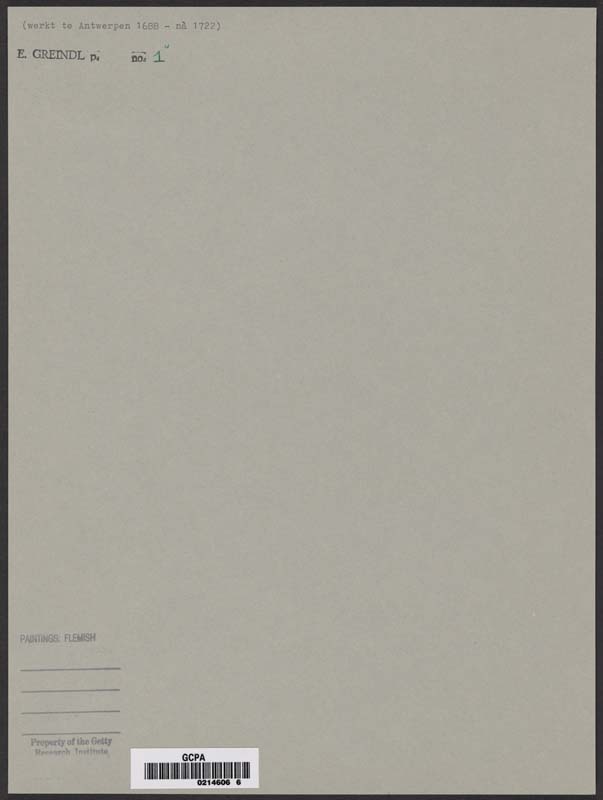 (werkt te Antwerpen 1688 - nà 1722)
E. GREINDL p. no. 1
PAINTINGS: FLEMISH
Property of the Getty
Research Institute
GCPA
0214606 6